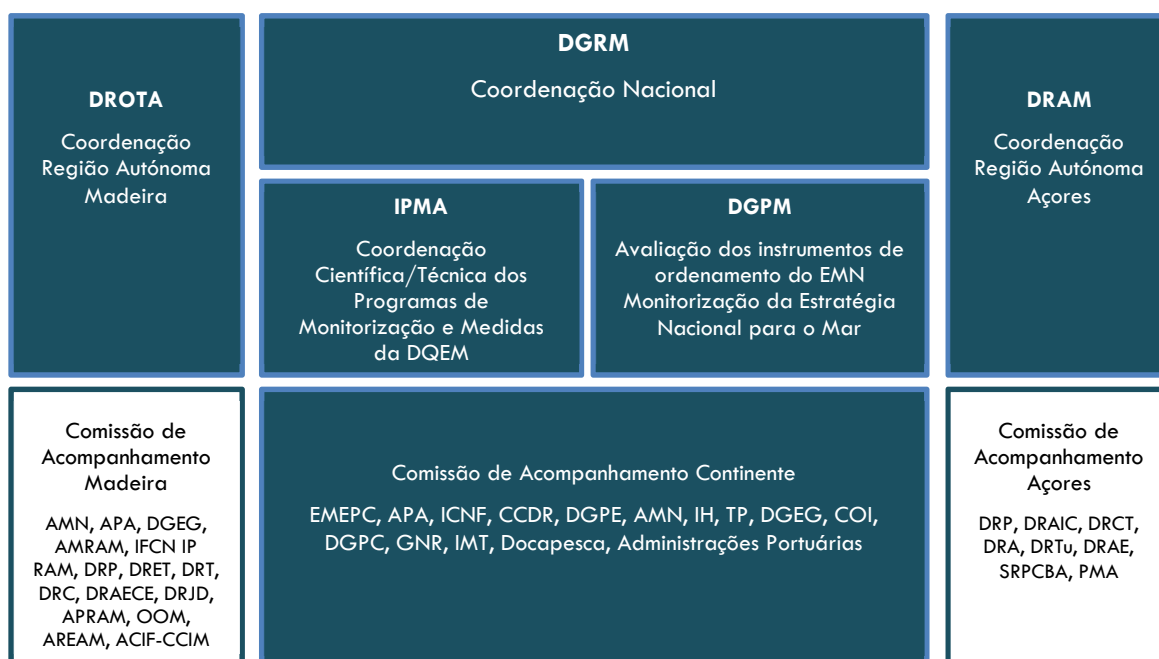 DROTA
Coordenação
Região Autónoma
Madeira
DGRM
Coordenação Nacional
DRAM
Coordenação
Região Autónoma
Açores
IPMA
Coordenação
Científica/Técnica dos
Programas de
Monitorização e Medidas
da DQEM
DGPM
Avaliação dos instrumentos de
ordenamento do EMN
Monitorização da Estratégia
Nacional para o Mar
Comissão de
Acompanhamento
Madeira
AMN, APA, DGEG,
AMRAM, IFCN IP
RAM, DRP, DRET, DRT,
DRC, DRAECE, DRJD,
APRAM, OOM,
AREAM, ACIF-CCIM
Comissão de Acompanhamento Continente
EMEPC, APA, ICNF, CCDR, DGPE, AMN, IH, TP, DGEG, COI,
DGPC, GNR, IMT, Docapesca, Administrações Portuárias
Comissão de
Acompanhamento
Açores
DRP, DRAIC, DRCT,
DRA, DRTu, DRAE,
SRPCBA, PMA